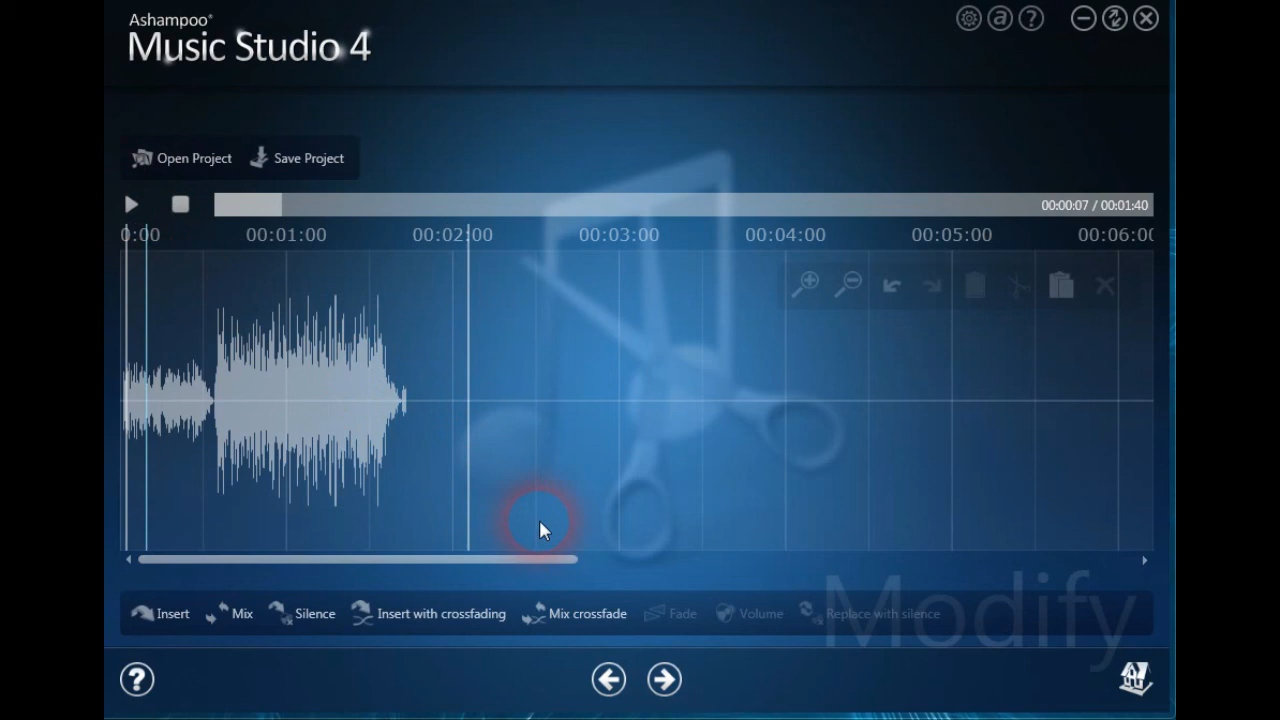 Ashampoo®
Music Studio 4
Open Project Save Project
00:00:07 / 00:01:40
0:00 00:01:00 00:02:00 00:03:00 00:04:00 00:05:00 00:06:00
Insert Mix Silence Insert with crossfading Mix crossfade Fade Volume Replace with silence
Modify